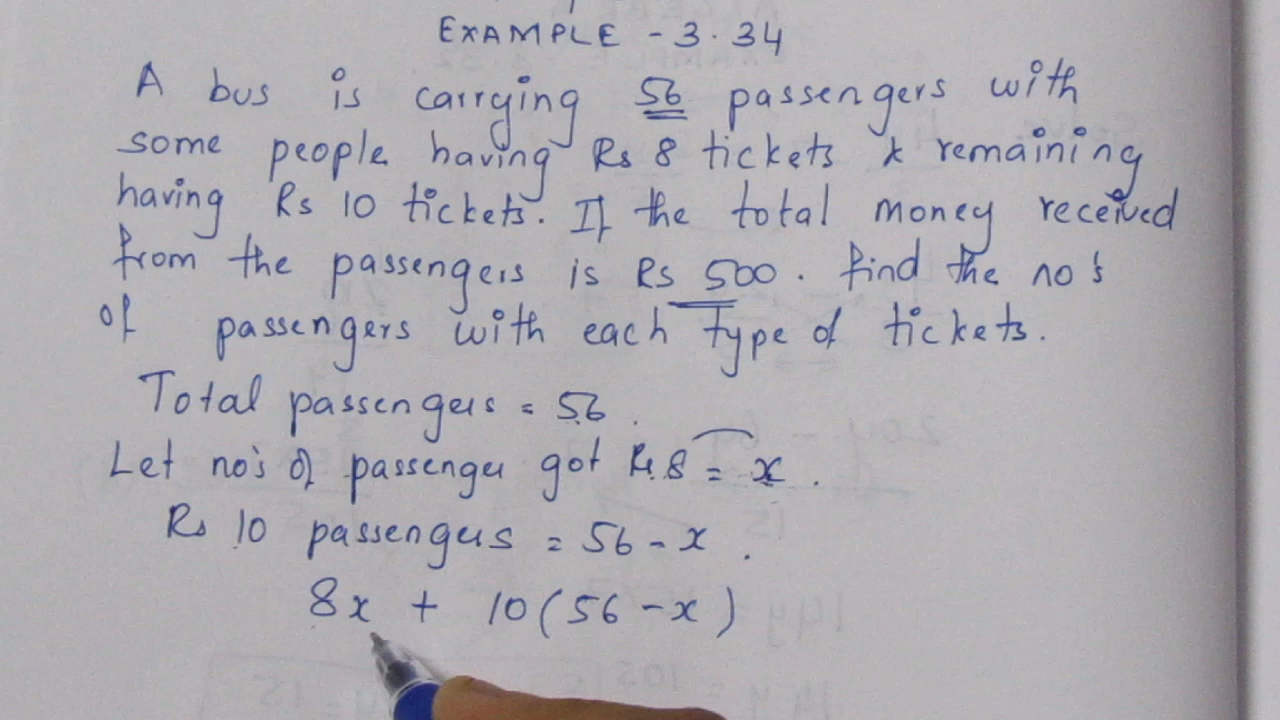 EXAMPLE - 3.34
A bus is carrying 56 passengers with
some people having Rs 8 tickets & remaining
having Rs 10 tickets. If the total money received
from the passengers is Rs 500. find the no's
of passengers with each type of tickets.
Total passengers = 56.
Let no's of passenger got Rs.8 = x.
Rs 10 passengers = 56 - x.
8x + 10(56 - x)